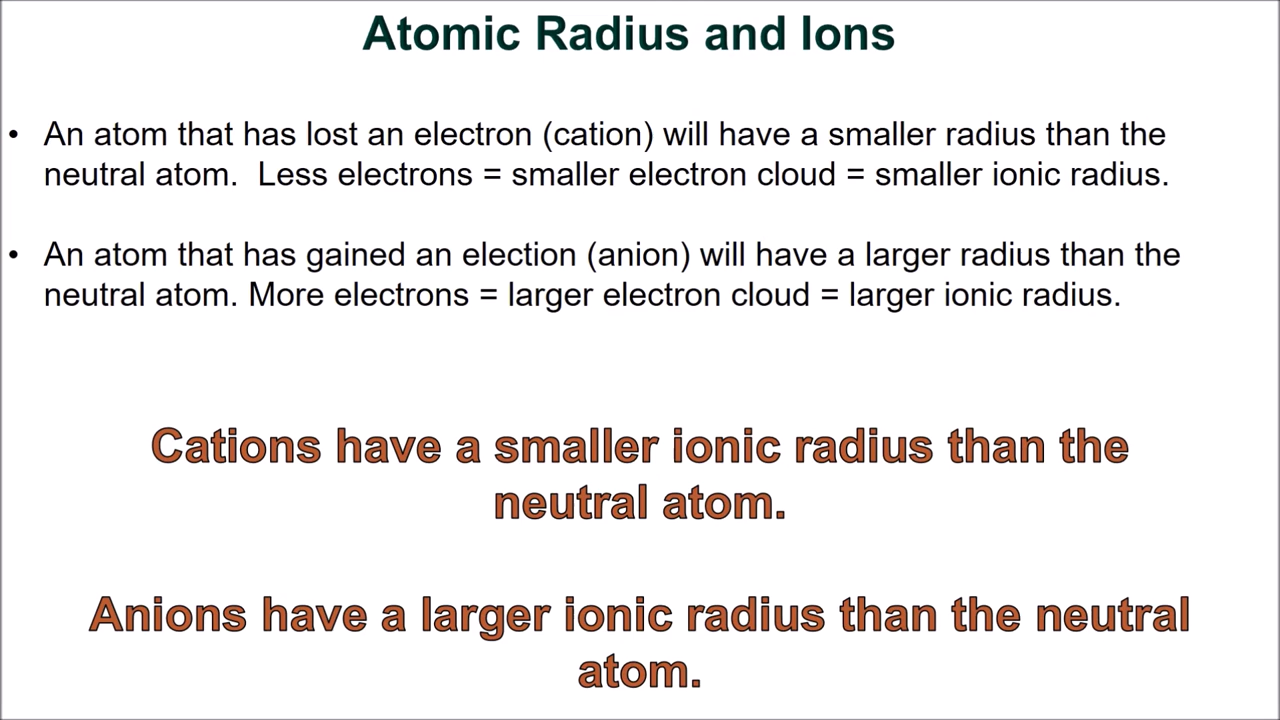 Atomic Radius and Ions
• An atom that has lost an electron (cation) will have a smaller radius than the
neutral atom.  Less electrons = smaller electron cloud = smaller ionic radius.
• An atom that has gained an election (anion) will have a larger radius than the
neutral atom. More electrons = larger electron cloud = larger ionic radius.
Cations have a smaller ionic radius than the
neutral atom.
Anions have a larger ionic radius than the neutral
atom.